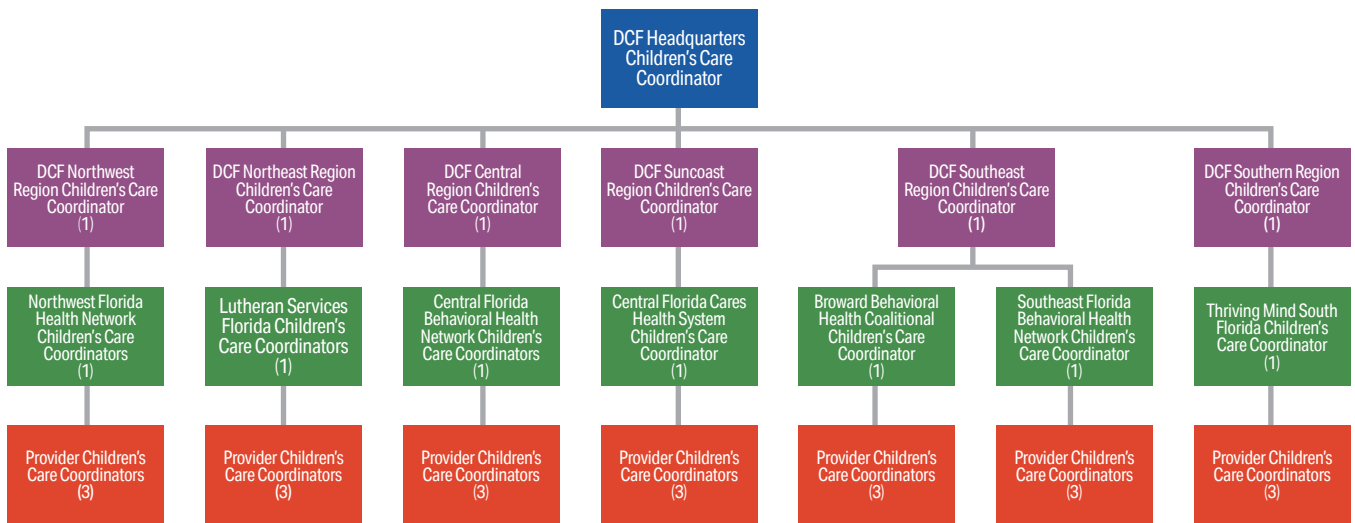 DCF Headquarters
Children's Care
Coordinator
DCF Northwest
Region Children's Care
Coordinator
(1)
DCF Northeast Region
Children's Care
Coordinator
(1)
DCF Central
Region Children's
Care Coordinator
(1)
DCF Suncoast
Region Children's Care
Coordinator
(1)
DCF Southeast
Region Children's Care
Coordinator
(1)
DCF Southern Region
Children's Care
Coordinator
(1)
Northwest Florida
Health Network
Children's Care
Coordinators
(1)
Lutheran Services
Florida Children's
Care Coordinators
(1)
Central Florida
Behavioral Health
Network Children's
Care Coordinators
(1)
Central Florida Cares
Health System
Children's Care
Coordinator
(1)
Broward Behavioral
Health Coalitional
Children's Care
Coordinator
(1)
Southeast Florida
Behavioral Health
Network Children's
Care Coordinator
(1)
Thriving Mind South
Florida Children's
Care Coordinator
(1)
Provider Children's
Care Coordinators
(3)
Provider Children's
Care Coordinators
(3)
Provider Children's
Care Coordinators
(3)
Provider Children's
Care Coordinators
(3)
Provider Children's
Care Coordinators
(3)
Provider Children's
Care Coordinators
(3)
Provider Children's
Care Coordinators
(3)